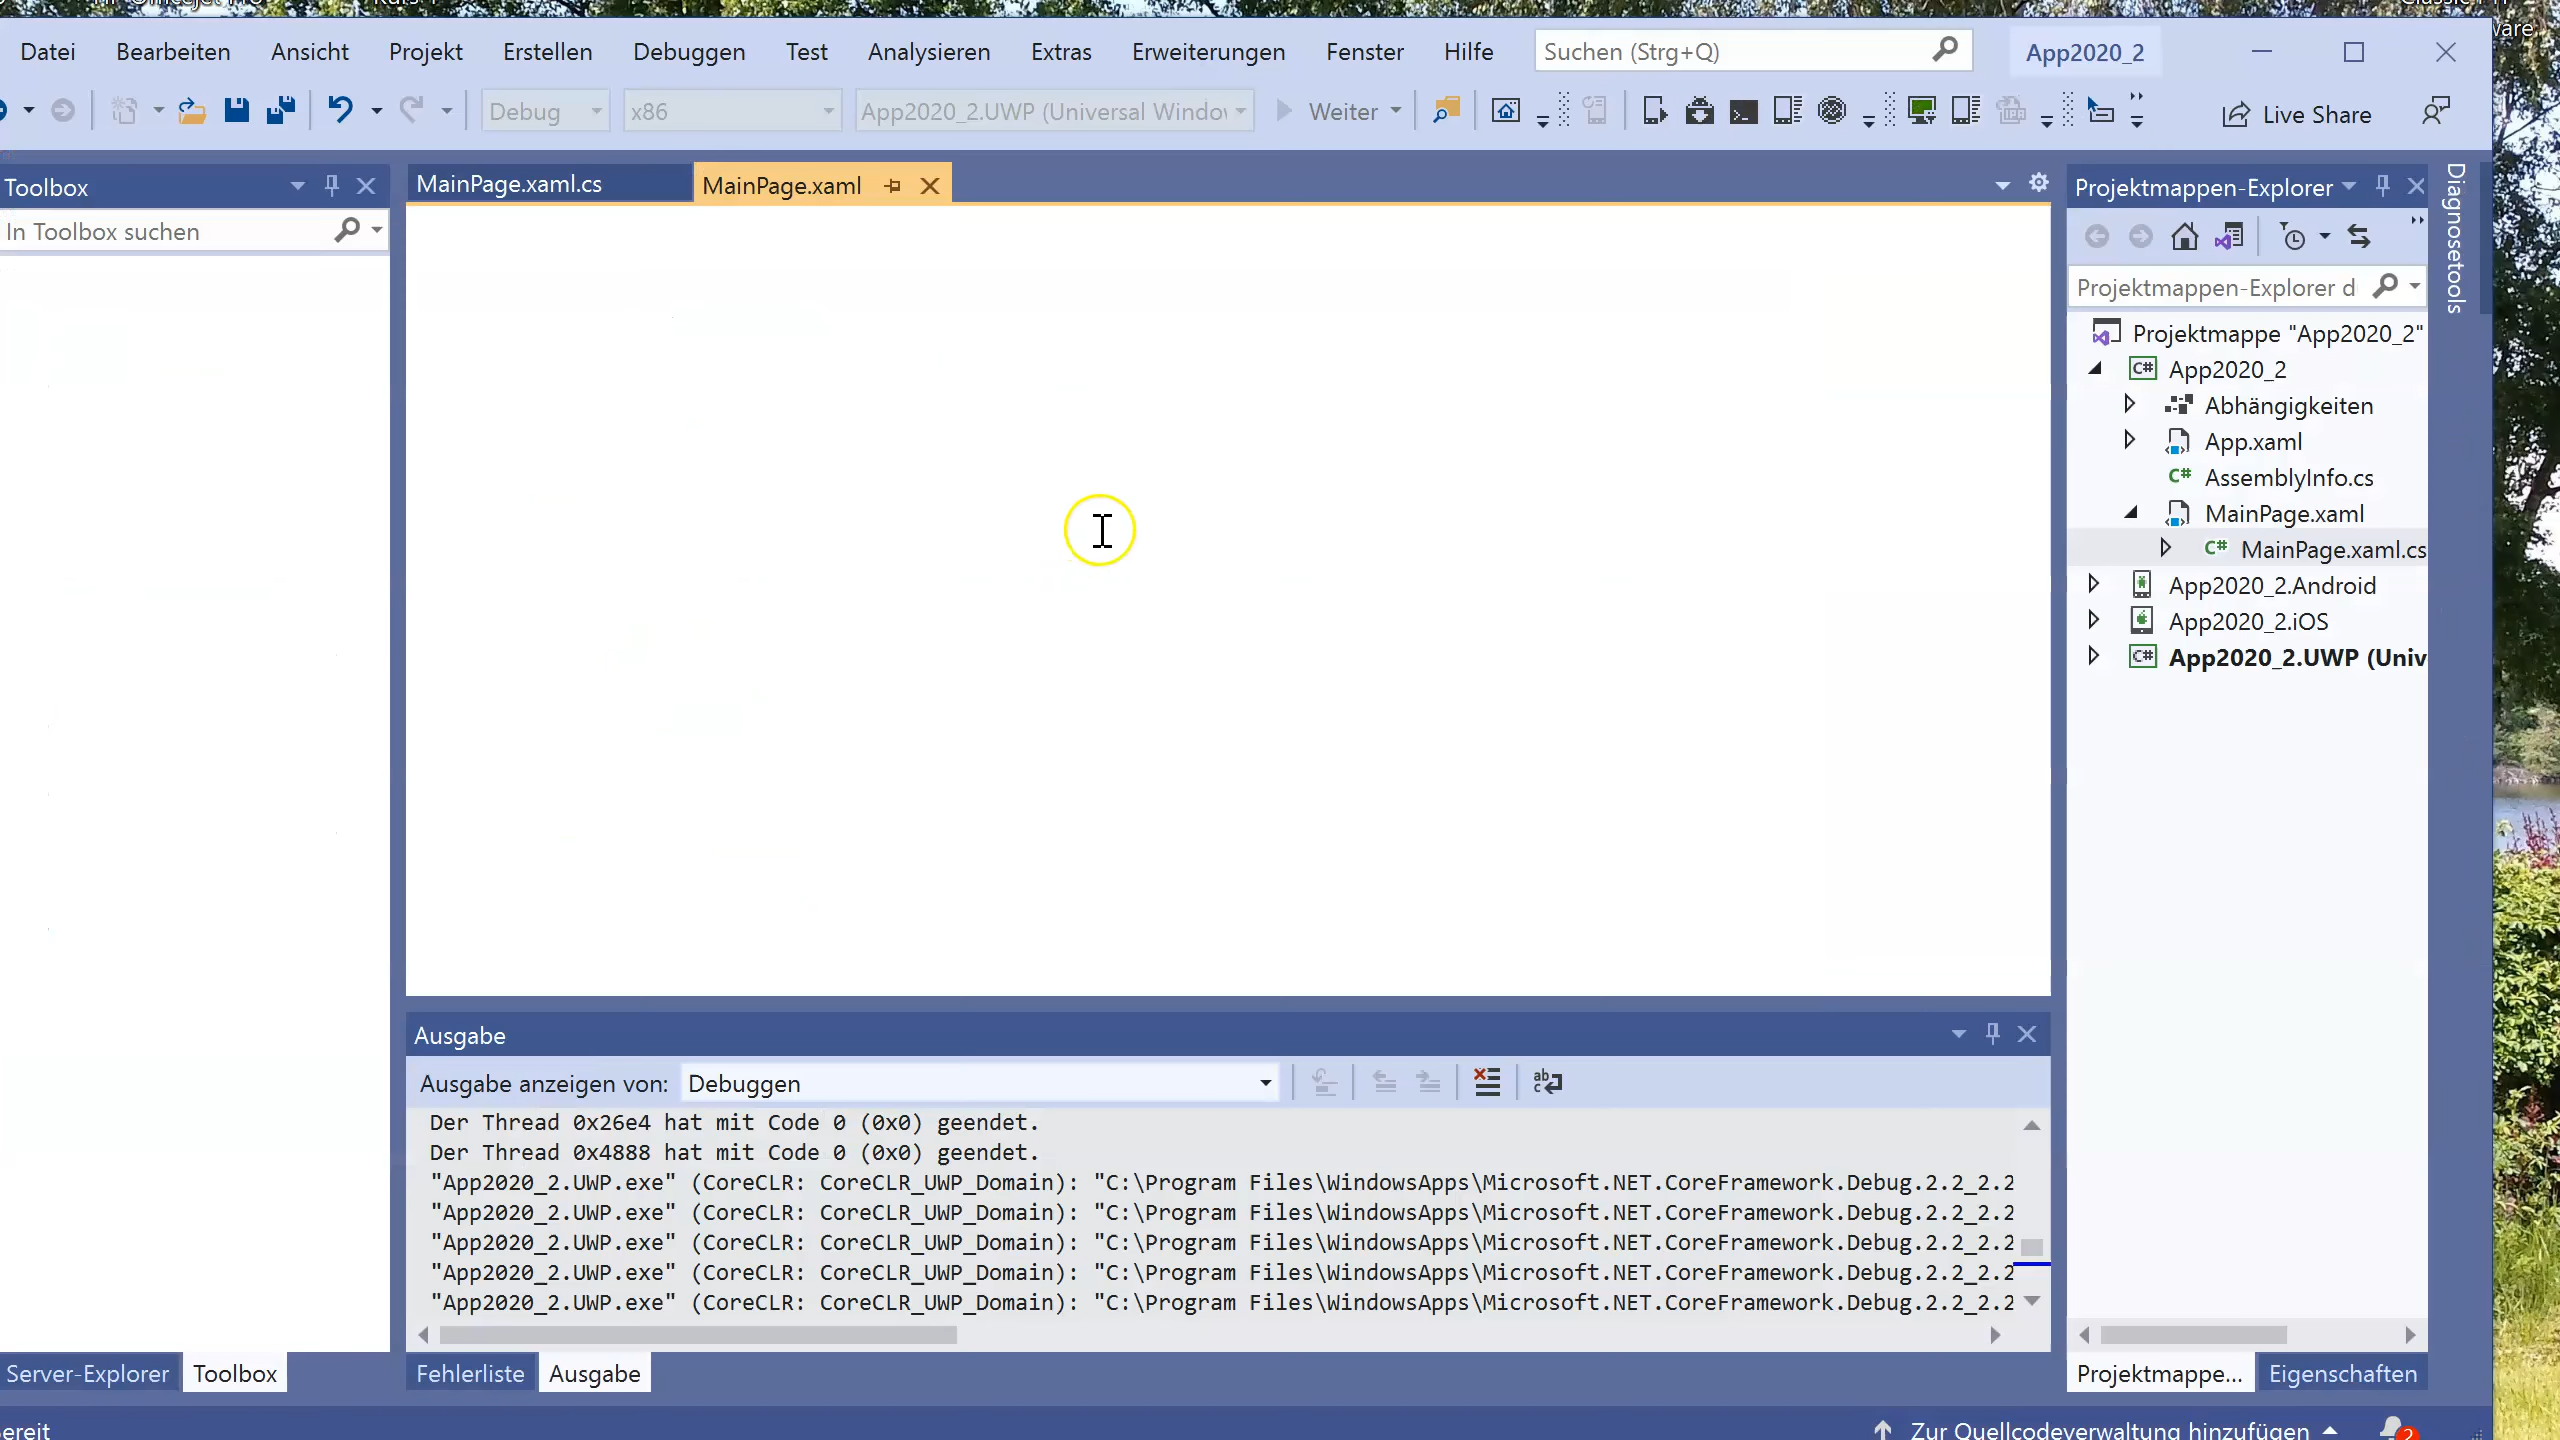 Datei Bearbeiten Ansicht Projekt Erstellen Debuggen Test Analysieren Extras Erweiterungen Fenster Hilfe Suchen (Strg+Q) App2020_2
Debug x86 App2020_2.UWP (Universal Window Weiter Live Share
Toolbox
In Toolbox suchen
MainPage.xaml.cs MainPage.xaml
Projektmappen-Explorer
Projektmappen-Explorer d
Projektmappe "App2020_2"
App2020_2
Abhängigkeiten
App.xaml
C# AssemblyInfo.cs
MainPage.xaml
C# MainPage.xaml.cs
App2020_2.Android
App2020_2.iOS
C# App2020_2.UWP (Univ
Diagnosetools
Ausgabe
Ausgabe anzeigen von: Debuggen
Der Thread 0x26e4 hat mit Code 0 (0x0) geendet.
Der Thread 0x4888 hat mit Code 0 (0x0) geendet.
"App2020_2.UWP.exe" (CoreCLR: CoreCLR_UWP_Domain): "C:\Program Files\WindowsApps\Microsoft.NET.CoreFramework.Debug.2.2_2.2
"App2020_2.UWP.exe" (CoreCLR: CoreCLR_UWP_Domain): "C:\Program Files\WindowsApps\Microsoft.NET.CoreFramework.Debug.2.2_2.2
"App2020_2.UWP.exe" (CoreCLR: CoreCLR_UWP_Domain): "C:\Program Files\WindowsApps\Microsoft.NET.CoreFramework.Debug.2.2_2.2
"App2020_2.UWP.exe" (CoreCLR: CoreCLR_UWP_Domain): "C:\Program Files\WindowsApps\Microsoft.NET.CoreFramework.Debug.2.2_2.2
"App2020_2.UWP.exe" (CoreCLR: CoreCLR_UWP_Domain): "C:\Program Files\WindowsApps\Microsoft.NET.CoreFramework.Debug.2.2_2.2
Server-Explorer Toolbox Fehlerliste Ausgabe Projektmappe... Eigenschaften
ereit Zur Quellcodeverwaltung hinzufügen 2